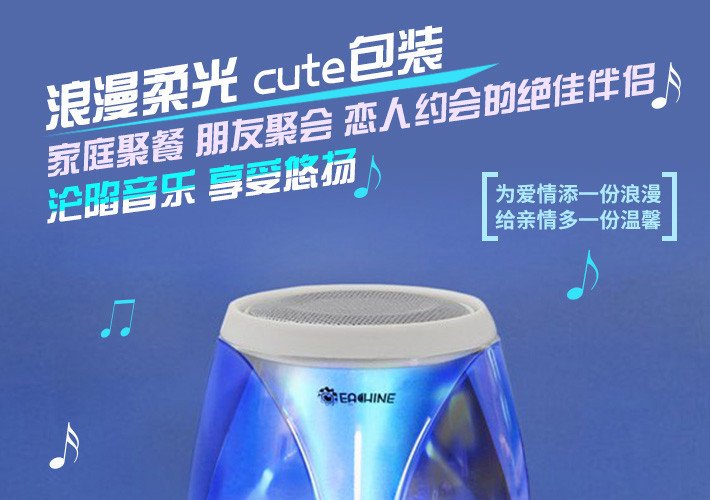 浪漫柔光 cute包装
家庭聚餐 朋友聚会 恋人约会的绝佳伴侣
沦陷音乐 享受悠扬
为爱情添一份浪漫
给亲情多一份温馨
EACHINE